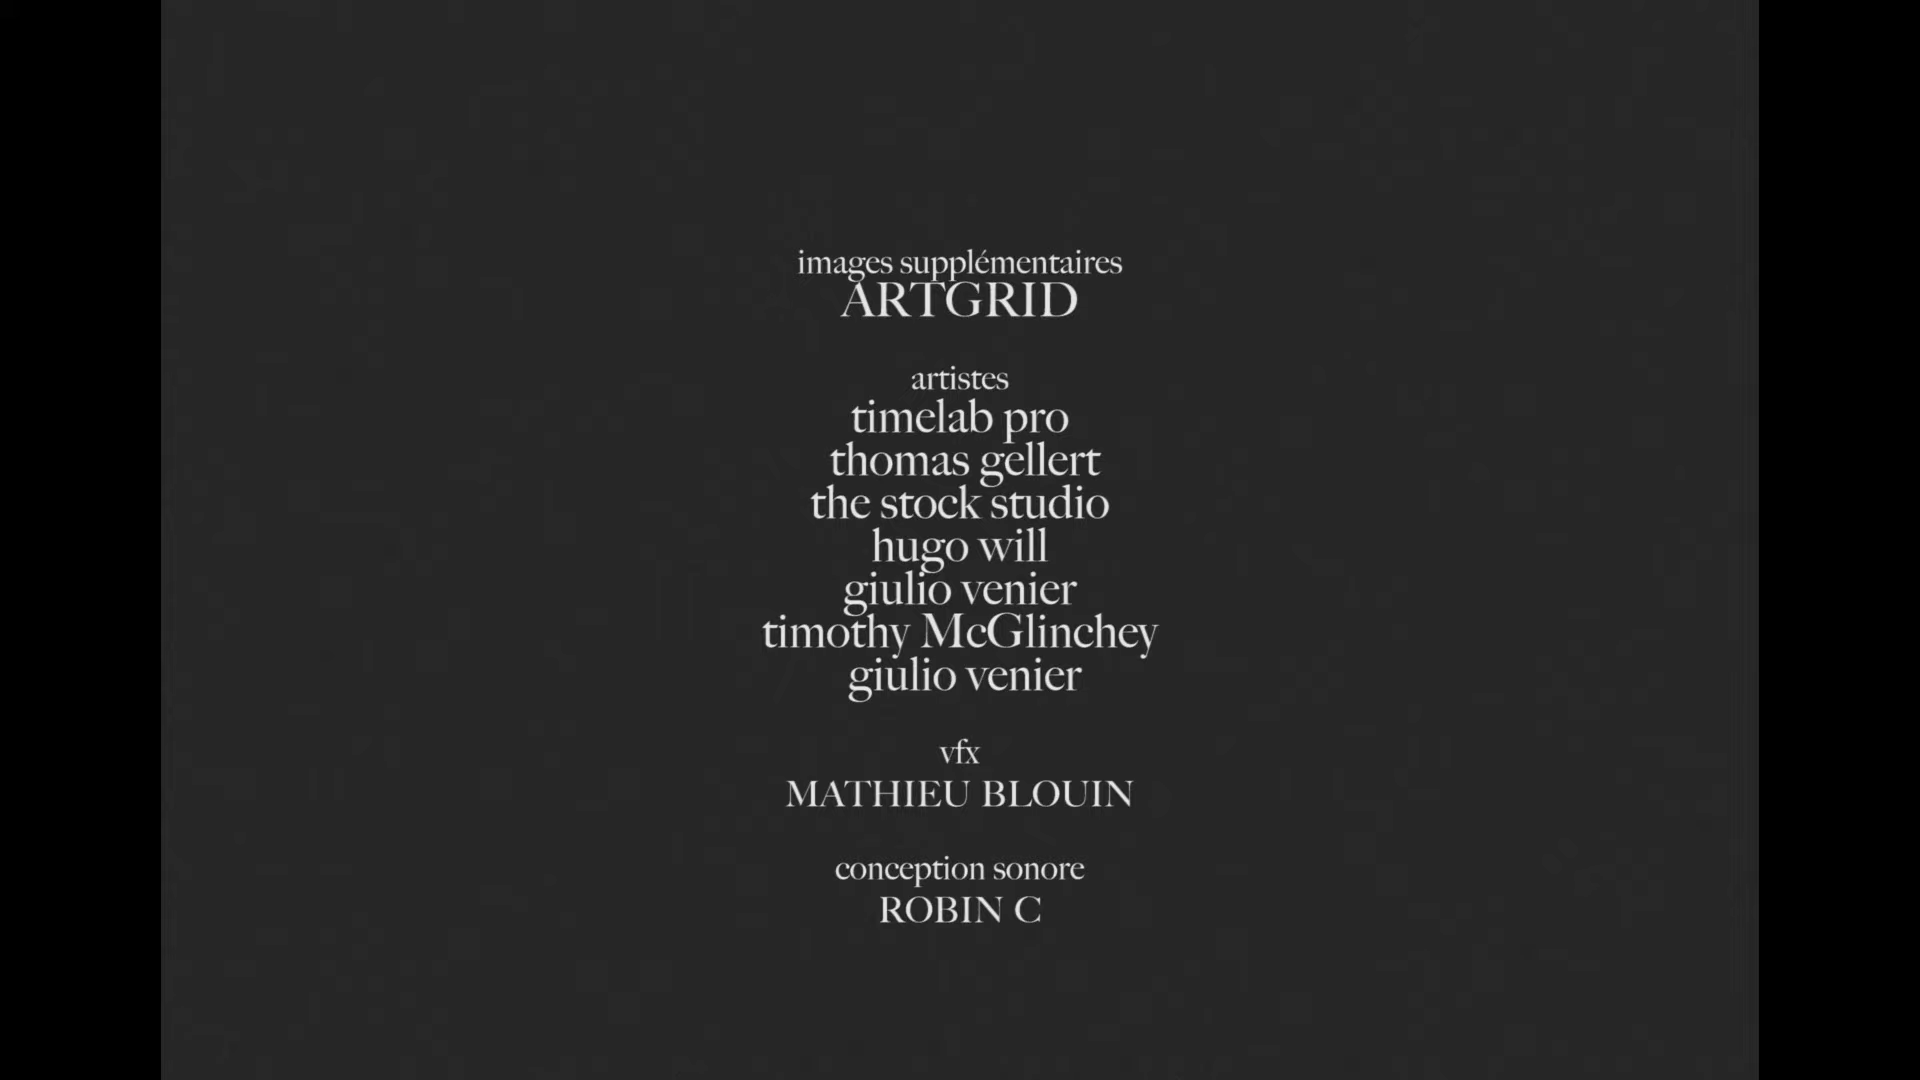 images supplémentaires
ARTGRID
artistes
timelab pro
thomas gellert
the stock studio
hugo will
giulio venier
timothy McGlinchey
giulio venier
vfx
MATHIEU BLOUIN
conception sonore
ROBIN C